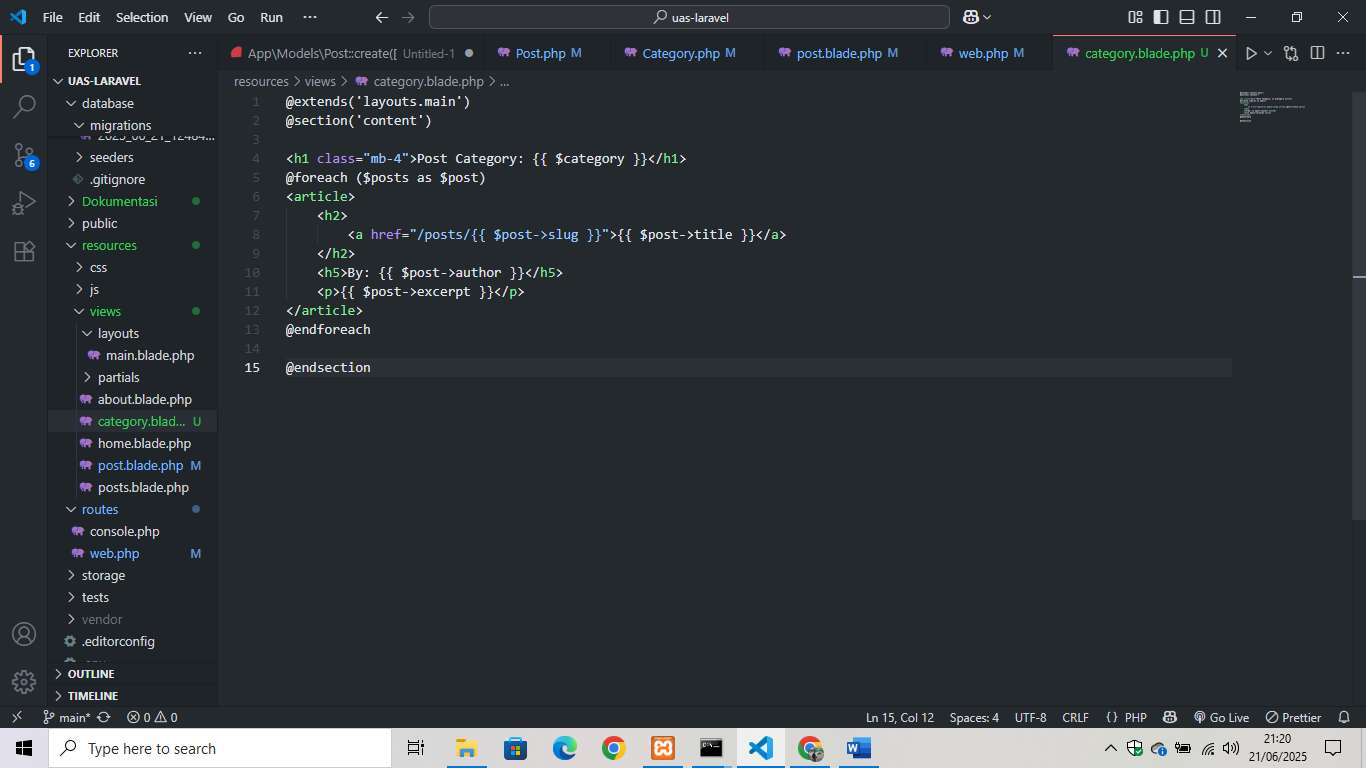 File Edit Selection View Go Run ···
uas-laravel
EXPLORER ···
App\Models\Post::create([ Untitled-1
Post.php M
Category.php M
post.blade.php M
web.php M
category.blade.php U
1
UAS-LARAVEL
resources > views > category.blade.php > ...
database
migrations
seeders
.gitignore
Dokumentasi
public
resources
css
js
views
layouts
main.blade.php
partials
about.blade.php
category.blad... U
home.blade.php
post.blade.php M
posts.blade.php
routes
console.php
web.php M
storage
tests
vendor
.editorconfig
OUTLINE
TIMELINE
6
1 @extends('layouts.main')
2 @section('content')
3
4 <h1 class="mb-4">Post Category: {{ $category }}</h1>
5 @foreach ($posts as $post)
6 <article>
7 <h2>
8 <a href="/posts/{{ $post->slug }}">{{ $post->title }}</a>
9 </h2>
10 <h5>By: {{ $post->author }}</h5>
11 <p>{{ $post->excerpt }}</p>
12 </article>
13 @endforeach
14
15 @endsection
main* 0 0 Ln 15, Col 12 Spaces: 4 UTF-8 CRLF {} PHP Go Live Prettier
Type here to search
21:20
21/06/2025